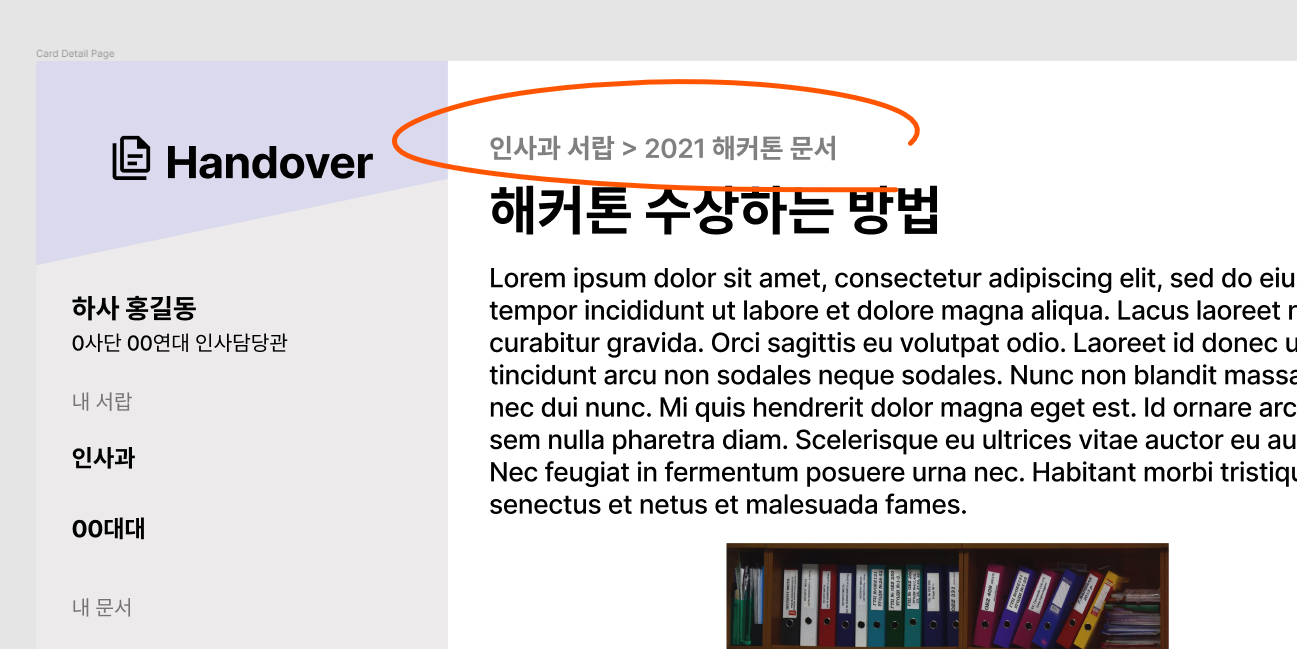 Card Detail Page
Handover
하사 홍길동
0사단 00연대 인사담당관
내 서랍
인사과
00대대
내 문서
인사과 서랍 > 2021 해커톤 문서
해커톤 수상하는 방법
Lorem ipsum dolor sit amet, consectetur adipiscing elit, sed do eiu
tempor incididunt ut labore et dolore magna aliqua. Lacus laoreet
curabitur gravida. Orci sagittis eu volutpat odio. Laoreet id donec
tincidunt arcu non sodales neque sodales. Nunc non blandit massa
nec dui nunc. Mi quis hendrerit dolor magna eget est. Id ornare arc
sem nulla pharetra diam. Scelerisque eu ultrices vitae auctor eu au
Nec feugiat in fermentum posuere urna nec. Habitant morbi tristiqu
senectus et netus et malesuada fames.